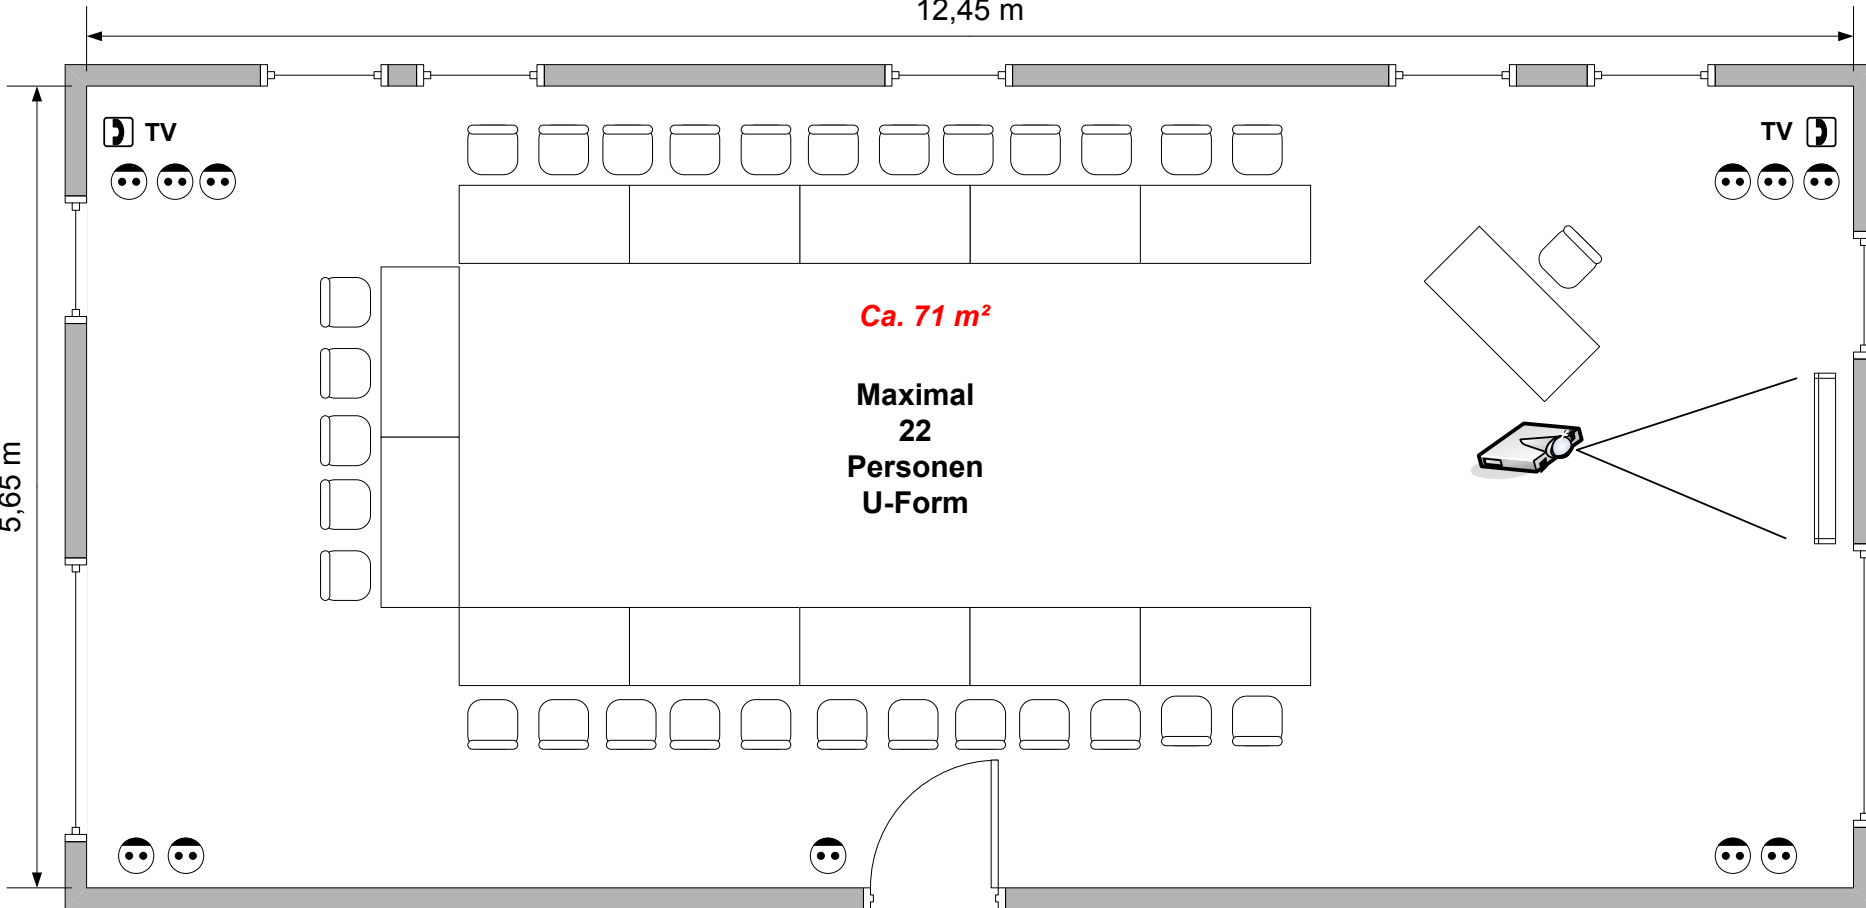 12,45 m
TV
TV
Ca. 71 m²
Maximal
22
Personen
U-Form
5,65 m